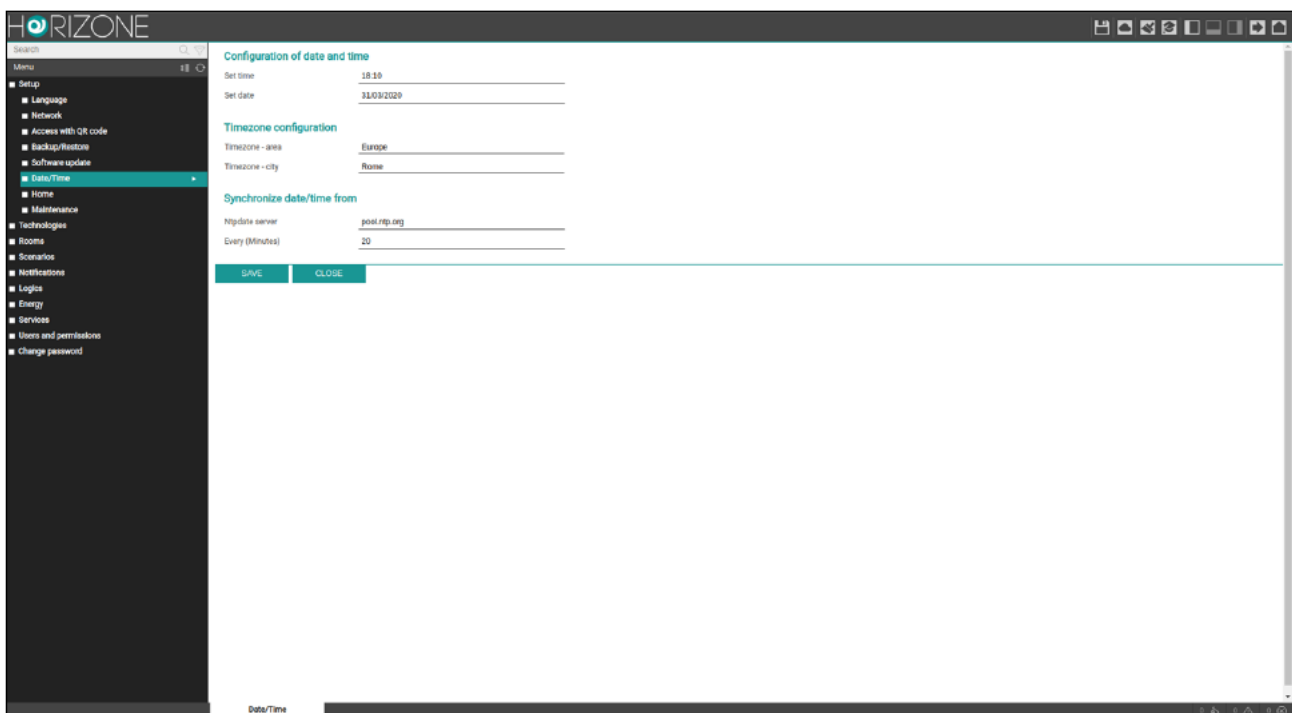 HORIZONE
Search
Menu
Setup
Language
Network
Access with QR code
Backup/Restore
Software update
Date/Time
Home
Maintenance
Technologies
Rooms
Scenarios
Notifications
Logics
Energy
Services
Users and permissions
Change password
Configuration of date and time
Set time 18:10
Set date 31/03/2020
Timezone configuration
Timezone - area Europe
Timezone - city Rome
Synchronize date/time from
Ntpdate server pool.ntp.org
Every (Minutes) 20
SAVE CLOSE
Date/Time
0 0 0